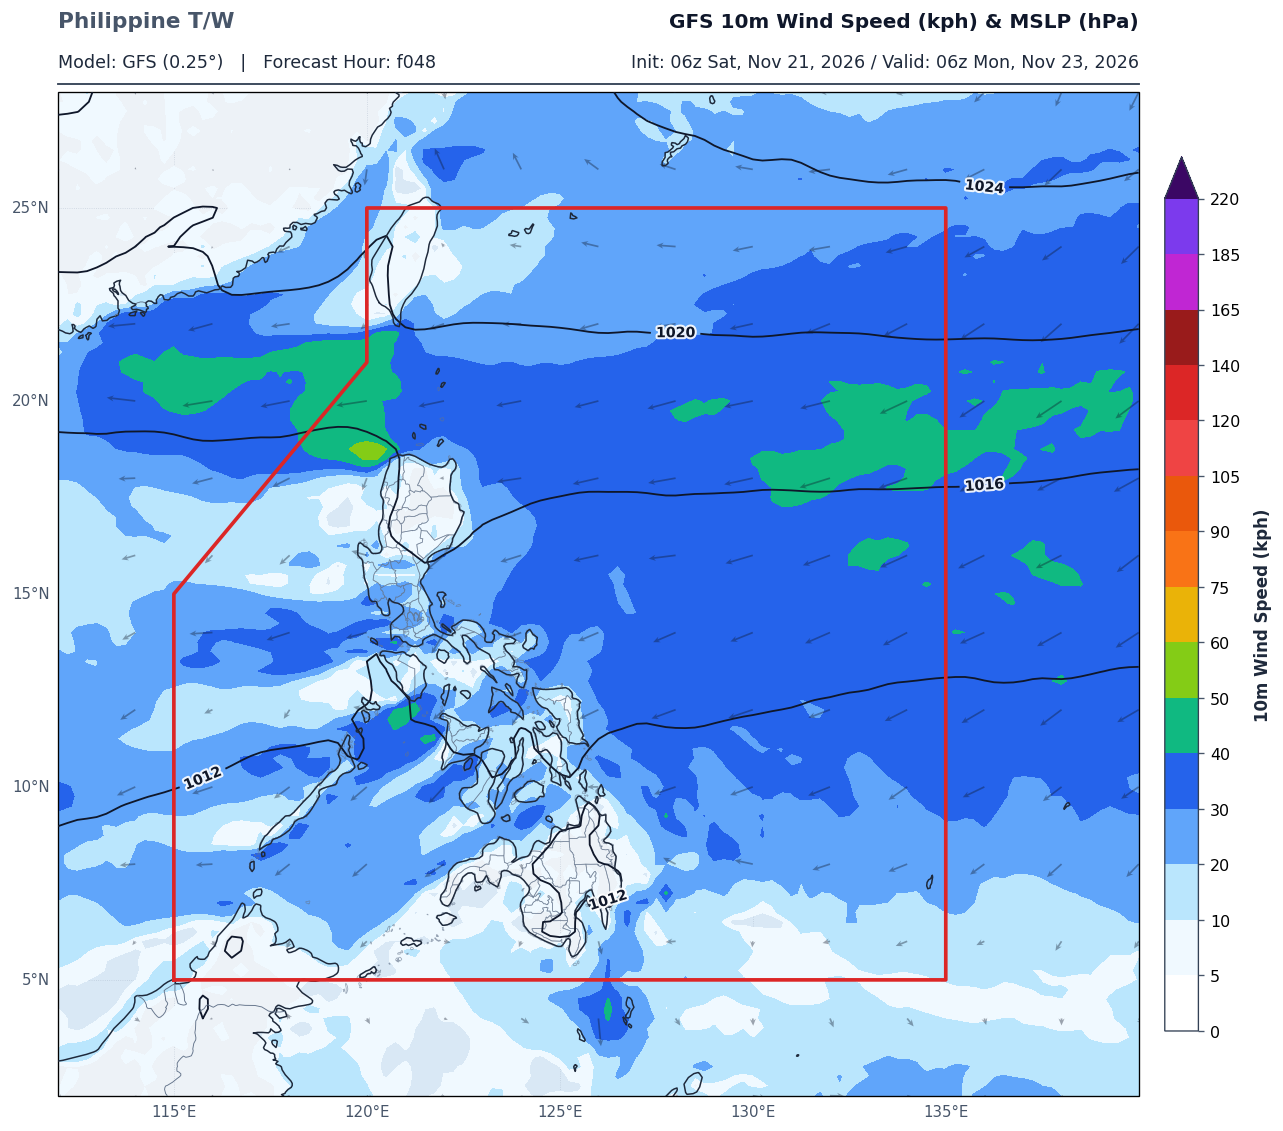 Philippine T/W
GFS 10m Wind Speed (kph) & MSLP (hPa)
Model: GFS (0.25°)   |   Forecast Hour: f048
Init: 06z Sat, Nov 21, 2026 / Valid: 06z Mon, Nov 23, 2026
1024
1020
1016
1012
1012
25°N
20°N
15°N
10°N
5°N
115°E
120°E
125°E
130°E
135°E
220
185
165
140
120
105
90
75
60
50
40
30
20
10
5
0
10m Wind Speed (kph)